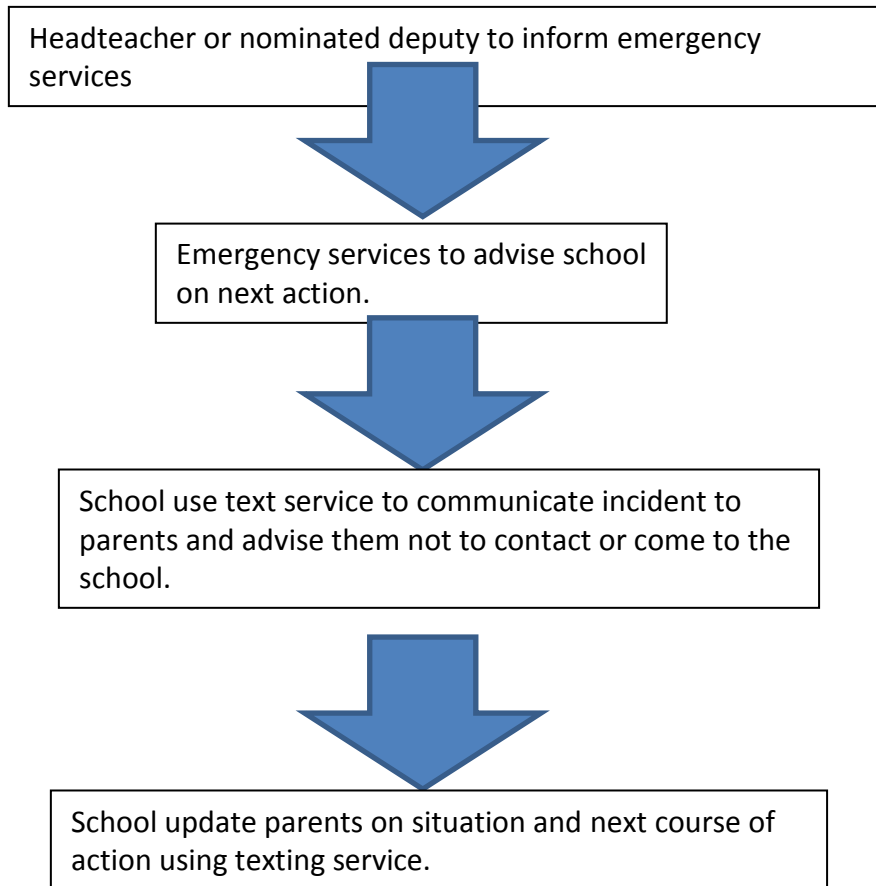 Headteacher or nominated deputy to inform emergency
services
Emergency services to advise school
on next action.
School use text service to communicate incident to
parents and advise them not to contact or come to the
school.
School update parents on situation and next course of
action using texting service.